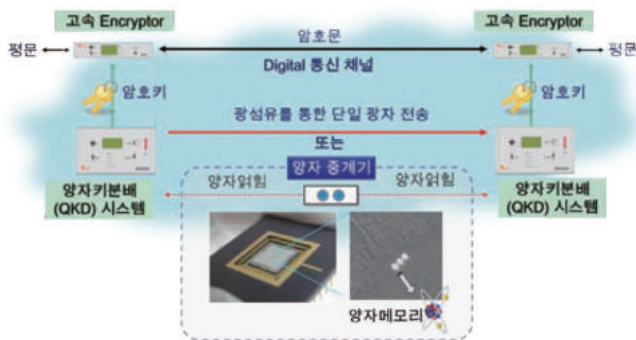 고속 Encryptor
고속 Encryptor
평문
암호문
평문
Digital 통신 채널
암호키
암호키
광섬유를 통한 단일 광자 전송
또는
양자 중계기
양자얽힘
양자얽힘
양자키분배
(QKD) 시스템
양자키분배
(QKD) 시스템
양자메모리